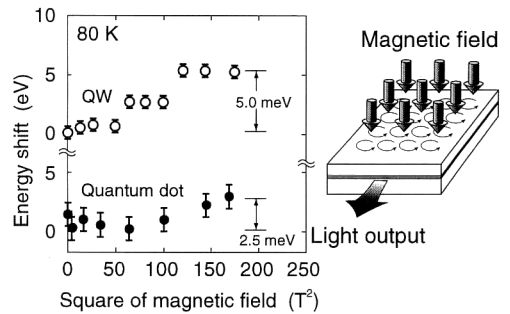 80 K
10
5
0
5
0
QW
5.0 meV
Quantum dot
2.5 meV
Energy shift (eV)
0
50
100
150
200
250
Square of magnetic field (T²)
Magnetic field
Light output